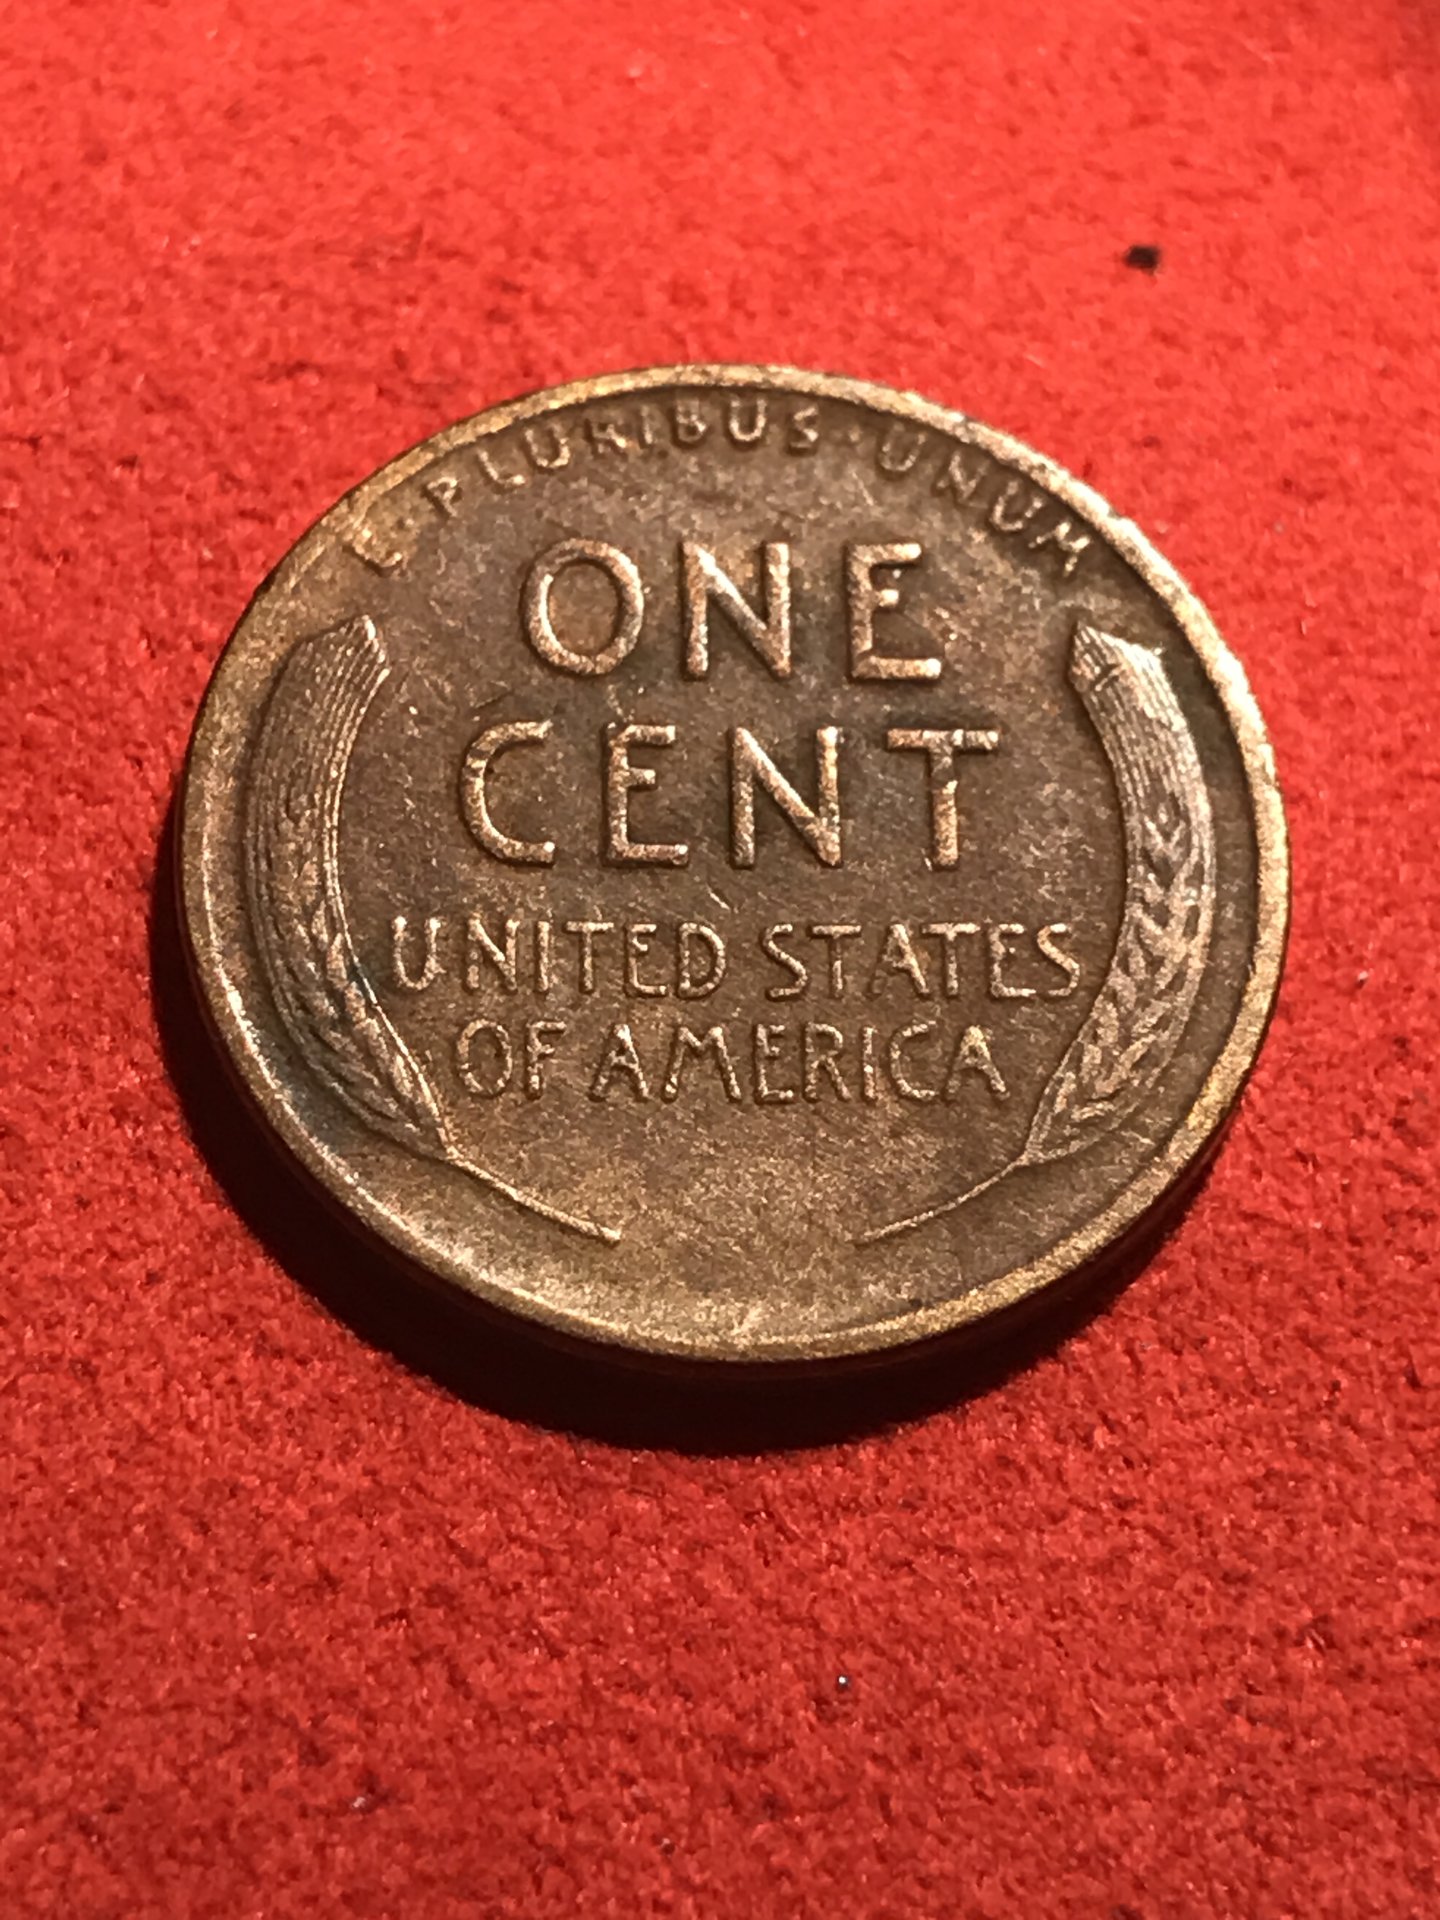 E·PLURIBUS·UNUM
ONE
CENT
UNITED STATES
OF AMERICA